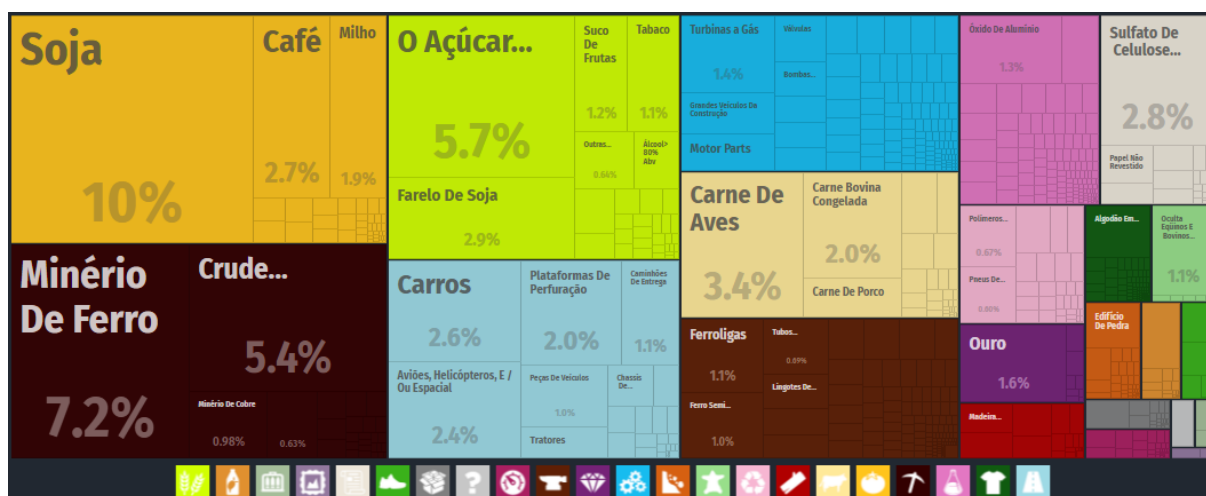 Soja
10%
Café
2.7%
Milho
1.9%
Minério
De Ferro
7.2%
Crude...
5.4%
Minério De Cobre
0.98%
0.63%
O Açúcar...
5.7%
Suco
De
Frutas
1.2%
Tabaco
1.1%
Outras...
0.64%
Álcool>
80%
Abv
Farelo De Soja
2.9%
Carros
2.6%
Plataformas De
Perfuração
2.0%
Caminhões
De Entrega
1.1%
Aviões, Helicópteros, E /
Ou Espacial
2.4%
Peças De Veículos
1.0%
Chassis
De...
Tratores
Turbinas a Gás
1.4%
Veículos
Bombas...
Grandes Veículos De
Construção
Motor Parts
Carne De
Aves
3.4%
Carne Bovina
Congelada
2.0%
Carne De Porco
Ferroligas
1.1%
Tubos...
0.69%
Ferro Semi...
1.0%
Lingotes De...
Óxido De Alumínio
1.3%
Sulfato De
Celulose...
2.8%
Papel Não
Revestido
Polímeros...
0.67%
Pneus De...
0.60%
Algodão Em...
Oculta
Equinos E
Bovinos...
1.1%
Edifício
De Pedra
Ouro
1.6%
Madeira...
?